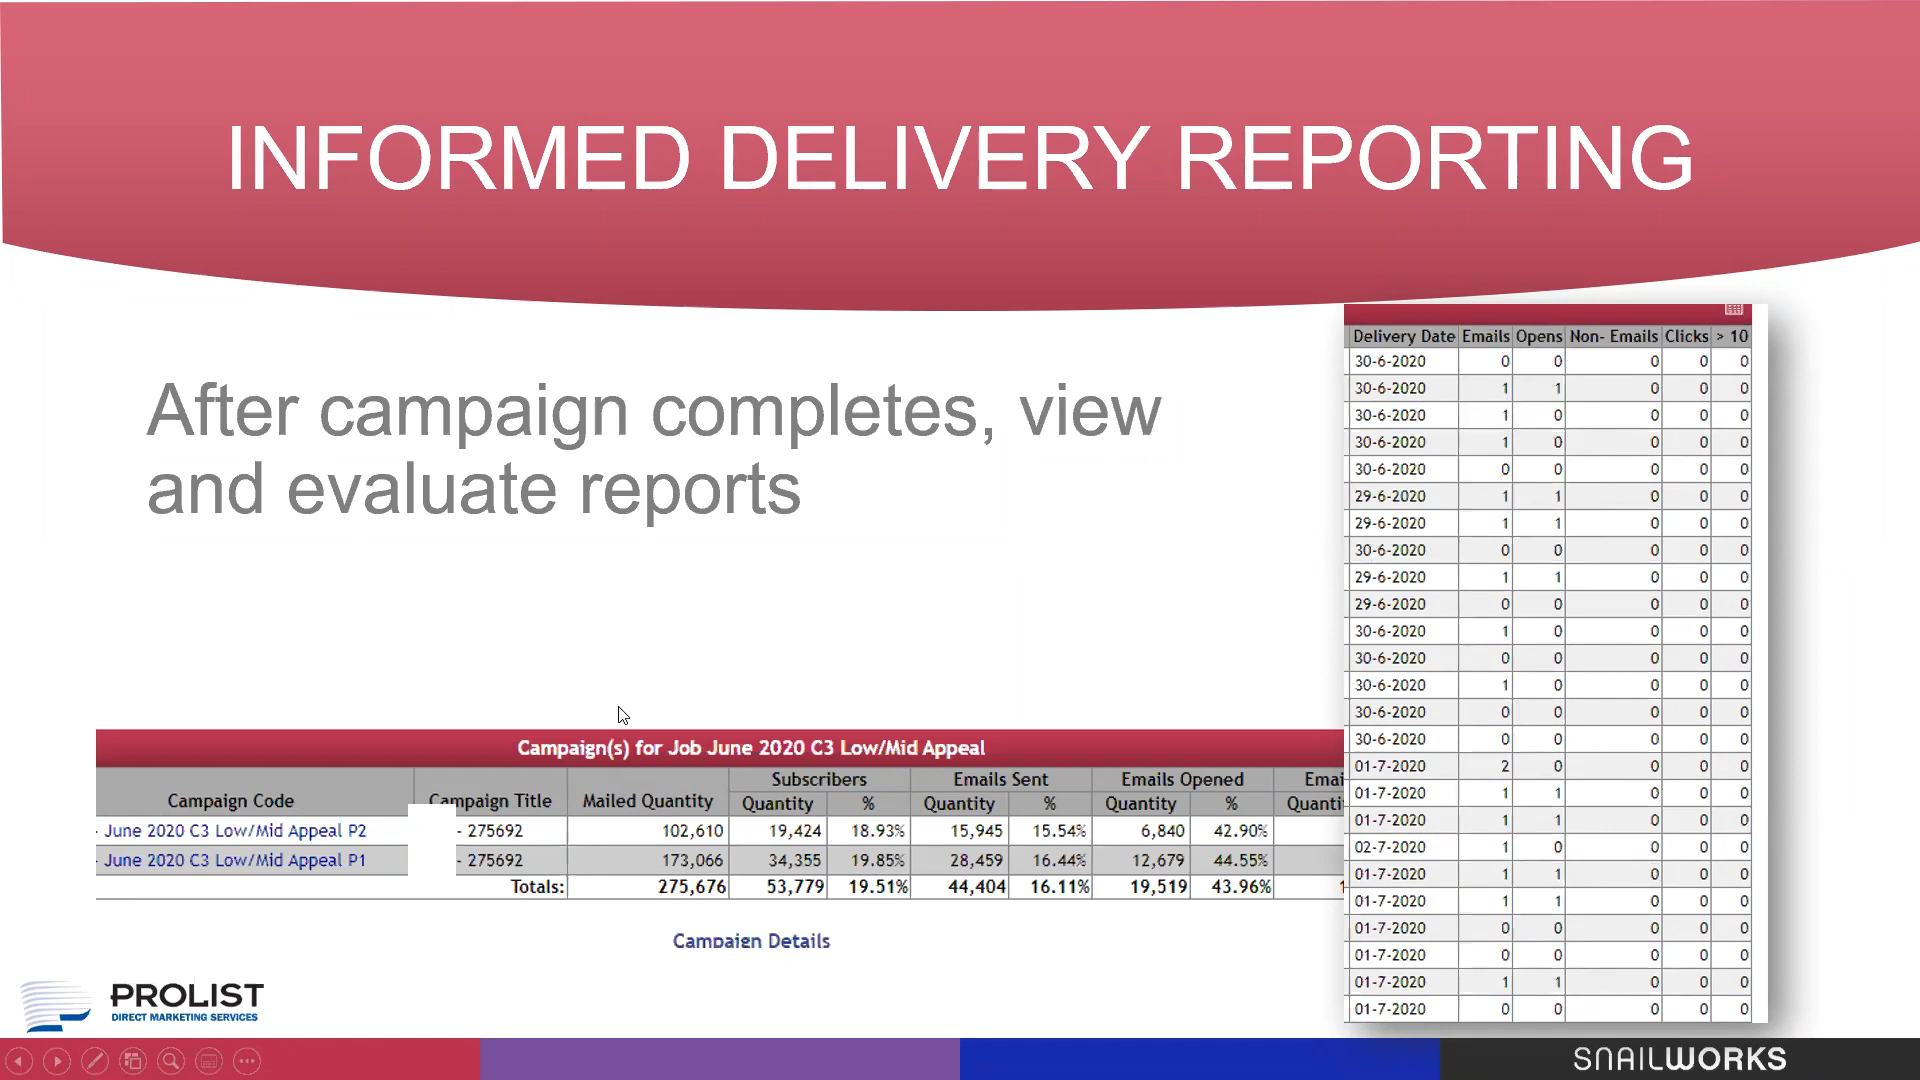 INFORMED DELIVERY REPORTING
After campaign completes, view
and evaluate reports
Campaign(s) for Job June 2020 C3 Low/Mid Appeal
Subscribers Emails Sent Emails Opened
Campaign Code Campaign Title Mailed Quantity Quantity % Quantity % Quantity %
- June 2020 C3 Low/Mid Appeal P2 - 275692 102,610 19,424 18.93% 15,945 15.54% 6,840 42.90%
- June 2020 C3 Low/Mid Appeal P1 - 275692 173,066 34,355 19.85% 28,459 16.44% 12,679 44.55%
Totals: 275,676 53,779 19.51% 44,404 16.11% 19,519 43.96%
Campaign Details
Delivery Date Emails Opens Non- Emails Clicks > 10
30-6-2020 0 0 0 0 0
30-6-2020 1 1 0 0 0
30-6-2020 1 0 0 0 0
30-6-2020 1 0 0 0 0
30-6-2020 0 0 0 0 0
29-6-2020 1 1 0 0 0
29-6-2020 1 1 0 0 0
30-6-2020 0 0 0 0 0
29-6-2020 1 1 0 0 0
29-6-2020 0 0 0 0 0
30-6-2020 1 0 0 0 0
30-6-2020 0 0 0 0 0
30-6-2020 1 0 0 0 0
30-6-2020 0 0 0 0 0
30-6-2020 0 0 0 0 0
01-7-2020 2 0 0 0 0
01-7-2020 1 1 0 0 0
01-7-2020 1 1 0 0 0
02-7-2020 1 0 0 0 0
01-7-2020 1 1 0 0 0
01-7-2020 1 1 0 0 0
01-7-2020 0 0 0 0 0
01-7-2020 0 0 0 0 0
01-7-2020 1 1 0 0 0
01-7-2020 0 0 0 0 0
PROLIST
DIRECT MARKETING SERVICES
SNAILWORKS